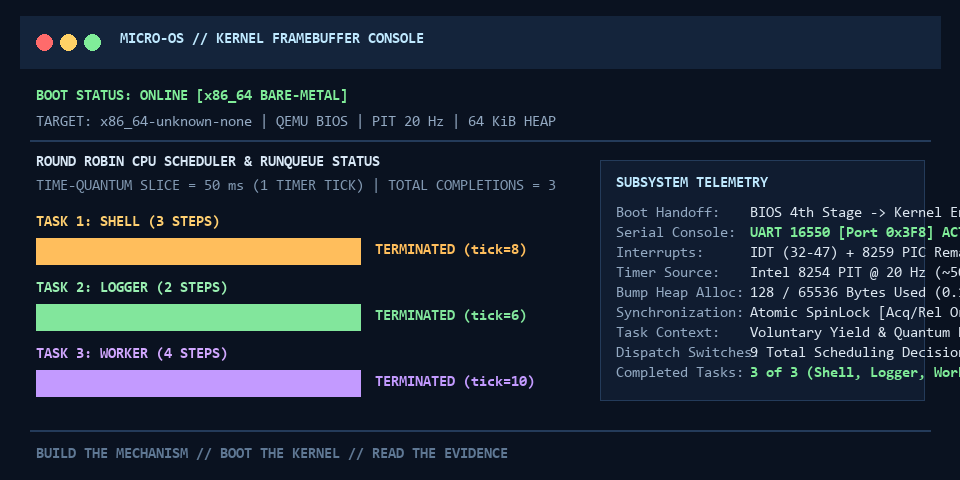 MICRO-OS // KERNEL FRAMEBUFFER CONSOLE
BOOT STATUS: ONLINE [x86_64 BARE-METAL]
TARGET: x86_64-unknown-none | QEMU BIOS | PIT 20 Hz | 64 KiB HEAP
ROUND ROBIN CPU SCHEDULER & RUNQUEUE STATUS
TIME-QUANTUM SLICE = 50 ms (1 TIMER TICK) | TOTAL COMPLETIONS = 3
TASK 1: SHELL (3 STEPS)
TERMINATED (tick=8)
TASK 2: LOGGER (2 STEPS)
TERMINATED (tick=6)
TASK 3: WORKER (4 STEPS)
TERMINATED (tick=10)
SUBSYSTEM TELEMETRY
Boot Handoff: BIOS 4th Stage -> Kernel
Serial Console: UART 16550 [Port 0x3F8]
Interrupts: IDT (32-47) + 8259 PIC
Timer Source: Intel 8254 PIT @ 20 Hz
Bump Heap Alloc: 128 / 65536 Bytes Used
Synchronization: Atomic SpinLock [Acq/Rel
Task Context: Voluntary Yield & Quantum
Dispatch Switches 9 Total Scheduling
Completed Tasks: 3 of 3 (Shell, Logger,
BUILD THE MECHANISM // BOOT THE KERNEL // READ THE EVIDENCE